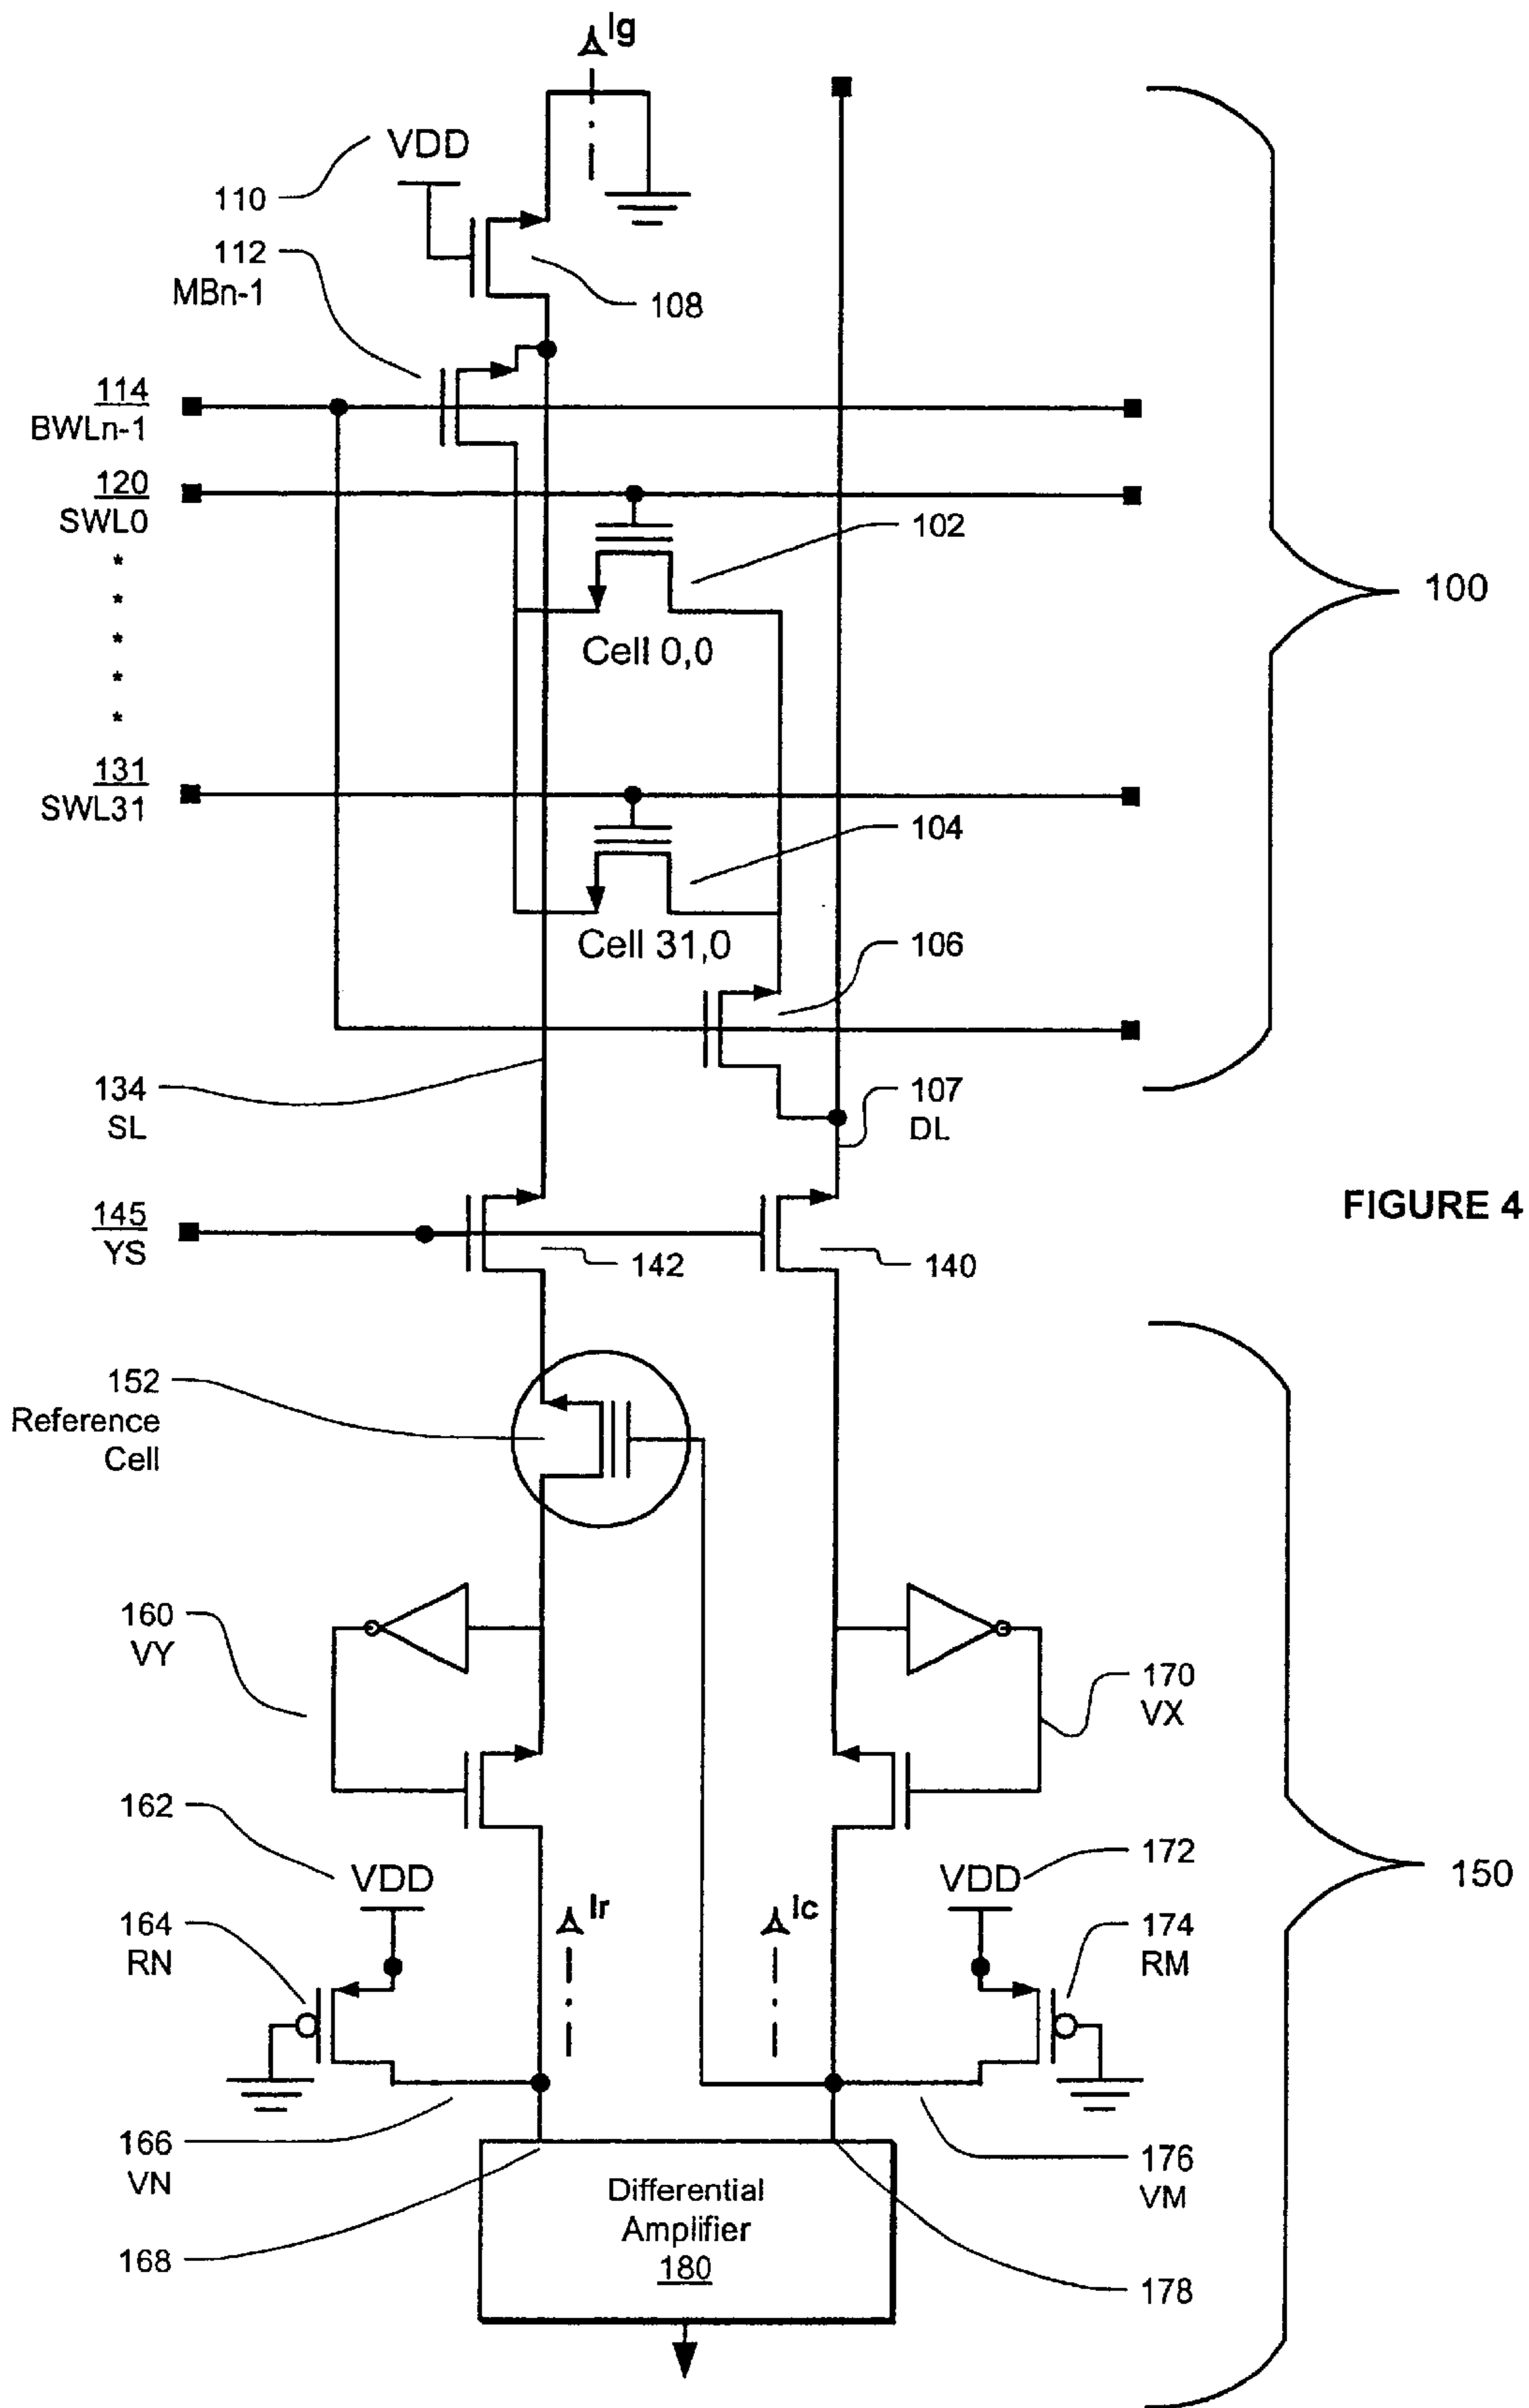 Ig
VDD
110
112
MBn-1
108
114
BWLn-1
120
SWL0
*
*
*
*
*
102
Cell 0,0
100
131
SWL31
104
Cell 31,0
106
134
SL
107
DL
FIGURE 4
145
YS
142
140
152
Reference
Cell
160
VY
170
VX
162
VDD
172
VDD
150
164
RN
Ir
Ic
174
RM
166
VN
176
VM
Differential
Amplifier
180
168
178